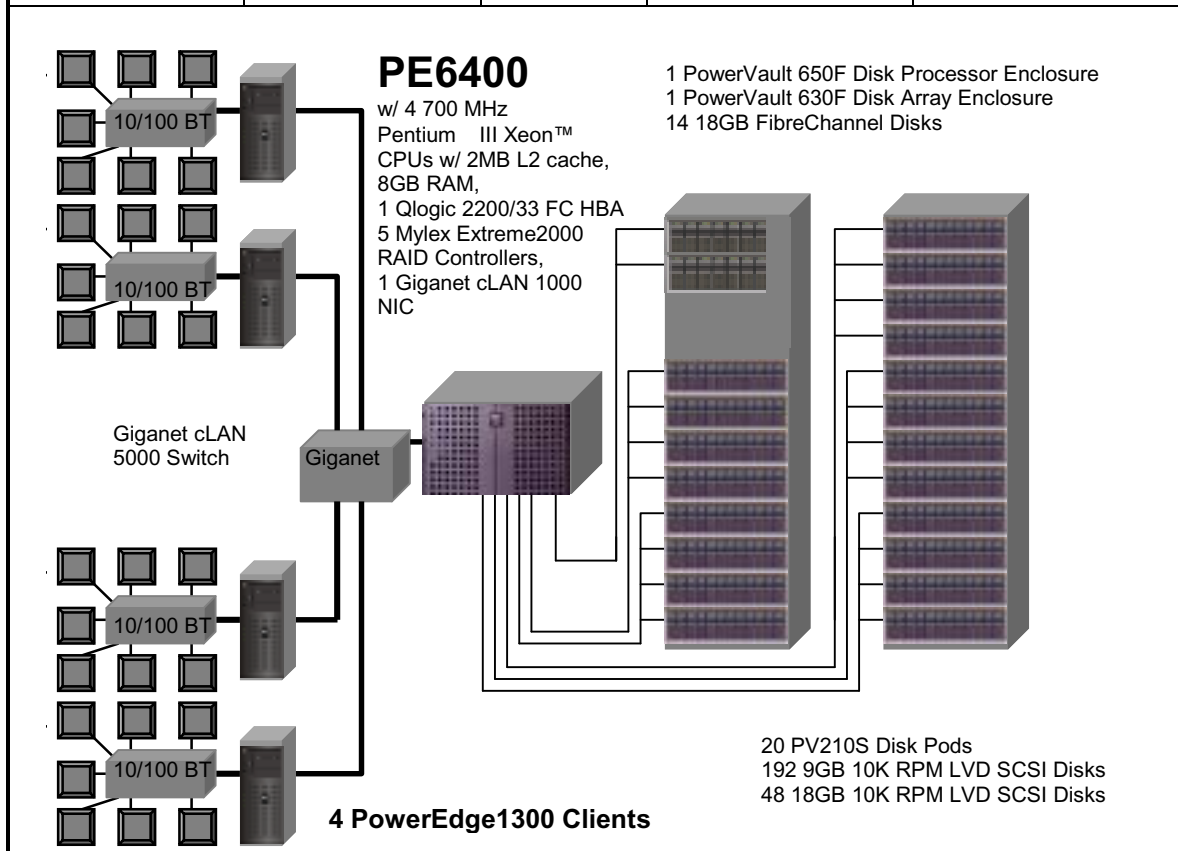 PE6400
w/ 4 700 MHz
Pentium III Xeon™
CPUs w/ 2MB L2 cache,
8GB RAM,
1 Qlogic 2200/33 FC HBA
5 Mylex Extreme2000
RAID Controllers,
1 Giganet cLAN 1000
NIC
1 PowerVault 650F Disk Processor Enclosure
1 PowerVault 630F Disk Array Enclosure
14 18GB FibreChannel Disks
10/100 BT
10/100 BT
Giganet cLAN
5000 Switch
Giganet
10/100 BT
10/100 BT
4 PowerEdge1300 Clients
20 PV210S Disk Pods
192 9GB 10K RPM LVD SCSI Disks
48 18GB 10K RPM LVD SCSI Disks